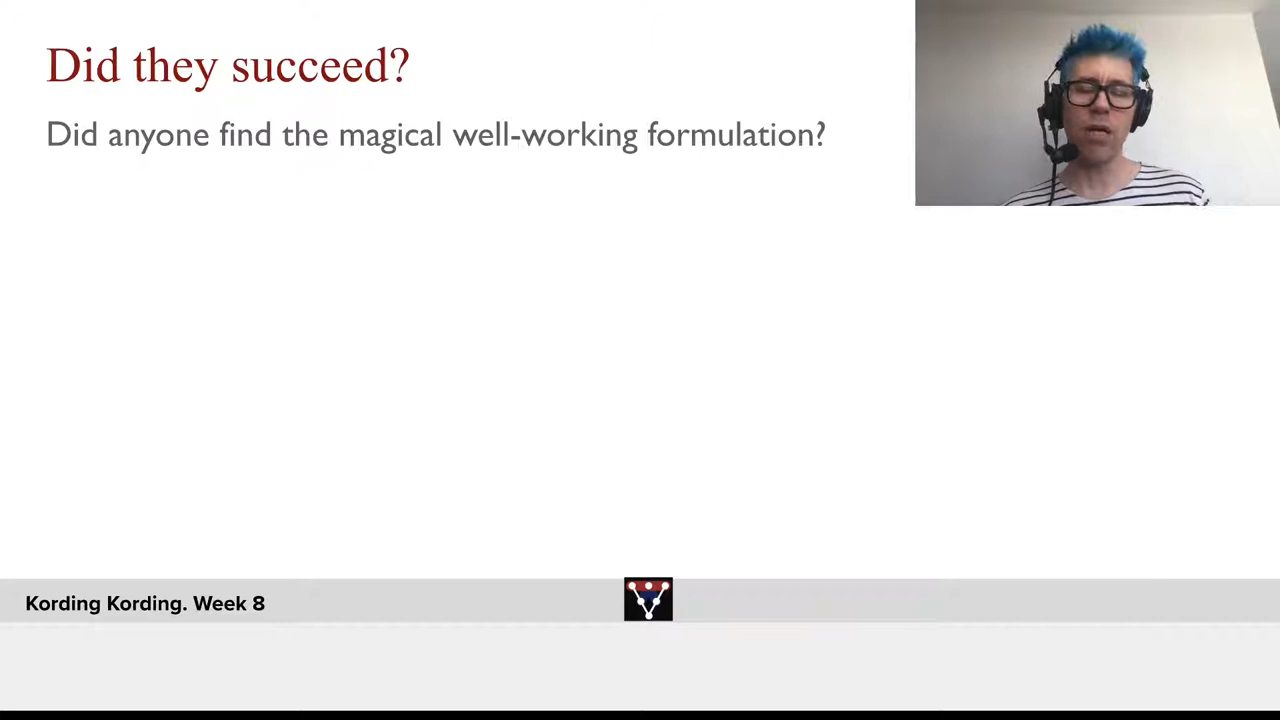 Did they succeed?
Did anyone find the magical well-working formulation?
Kording Kording. Week 8